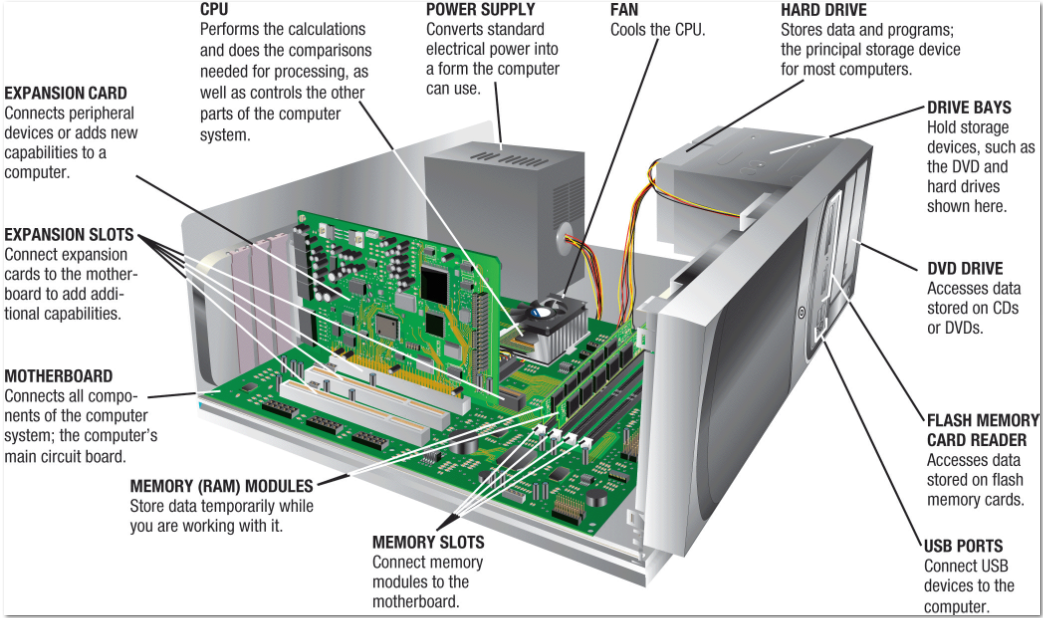 CPU
Performs the calculations
and does the comparisons
needed for processing, as
well as controls the other
parts of the computer
system.
POWER SUPPLY
Converts standard
electrical power into
a form the computer
can use.
FAN
Cools the CPU.
HARD DRIVE
Stores data and programs;
the principal storage device
for most computers.
EXPANSION CARD
Connects peripheral
devices or adds new
capabilities to a
computer.
DRIVE BAYS
Hold storage
devices, such as
the DVD and
hard drives
shown here.
EXPANSION SLOTS
Connect expansion
cards to the mother-
board to add addi-
tional capabilities.
DVD DRIVE
Accesses data
stored on CDs
or DVDs.
MOTHERBOARD
Connects all compo-
nents of the computer
system; the computer's
main circuit board.
FLASH MEMORY
CARD READER
Accesses data
stored on flash
memory cards.
MEMORY (RAM) MODULES
Store data temporarily while
you are working with it.
MEMORY SLOTS
Connect memory
modules to the
motherboard.
USB PORTS
Connect USB
devices to the
computer.